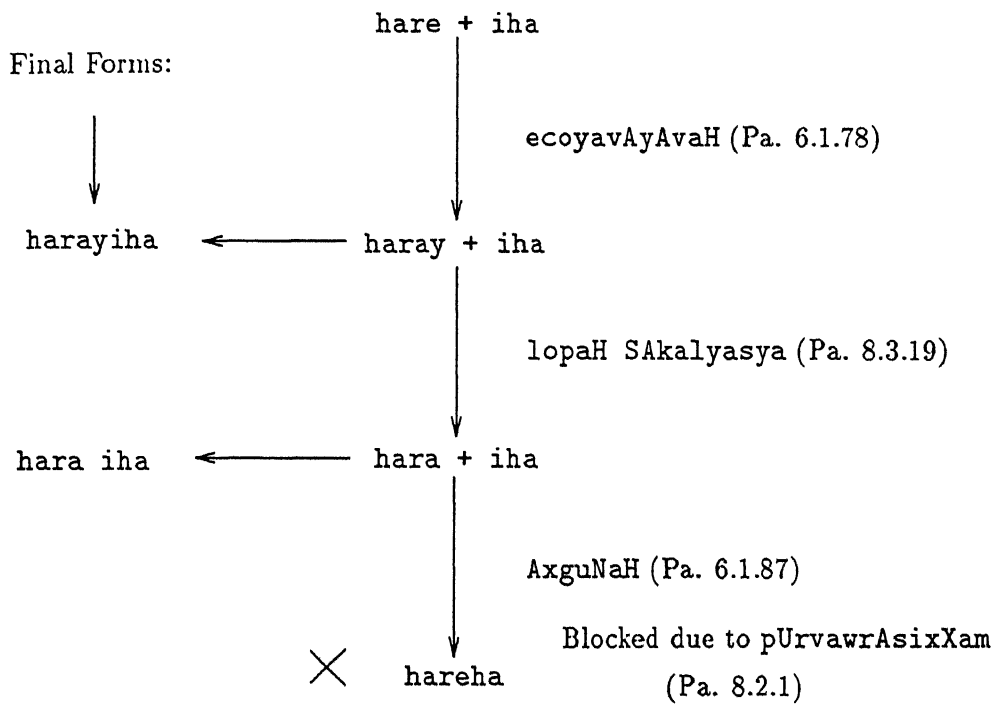 hare + iha
Final Forms:
ecoyavAyAvaH (Pa. 6.1.78)
harayiha
haray + iha
lopaH SAkalyasya (Pa. 8.3.19)
hara iha
hara + iha
AxguNaH (Pa. 6.1.87)
Blocked due to pUrvawrAsixXam
(Pa. 8.2.1)
hareha